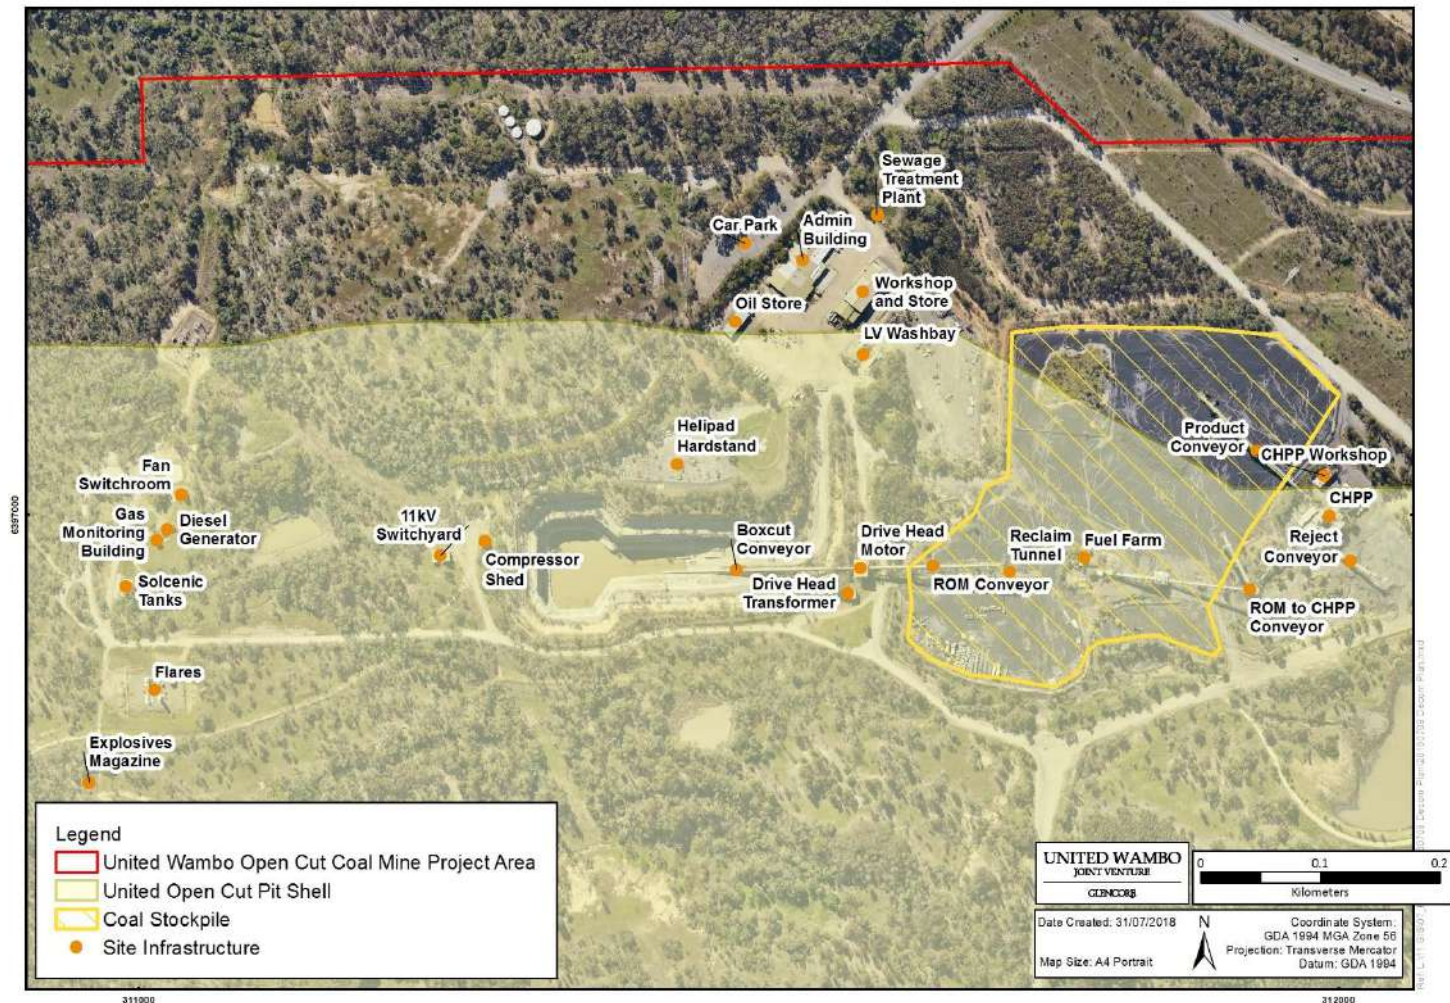 Sewage
Treatment
Plant
Car Park
Admin
Building
Workshop
and Store
Oil Store
LV Washbay
Helipad
Hardstand
Product
Conveyor
CHPP Workshop
Fan
Switchroom
CHPP
Gas
Monitoring
Building
Diesel
Generator
11kV
Switchyard
Compressor
Shed
Boxcut
Conveyor
Drive Head
Motor
Reclaim
Tunnel
Fuel Farm
Reject
Conveyor
Solcenic
Tanks
Drive Head
Transformer
ROM Conveyor
ROM to CHPP
Conveyor
Flares
Explosives
Magazine
6397000
Legend
United Wambo Open Cut Coal Mine Project Area
United Open Cut Pit Shell
Coal Stockpile
Site Infrastructure
UNITED WAMBO
JOINT VENTURE
GLENCORE
0 0.1 0.2
Kilometers
Date Created: 31/07/2018
Map Size: A4 Portrait
N
Coordinate System:
GDA 1994 MGA Zone 56
Projection: Transverse Mercator
Datum: GDA 1994
311000
312000